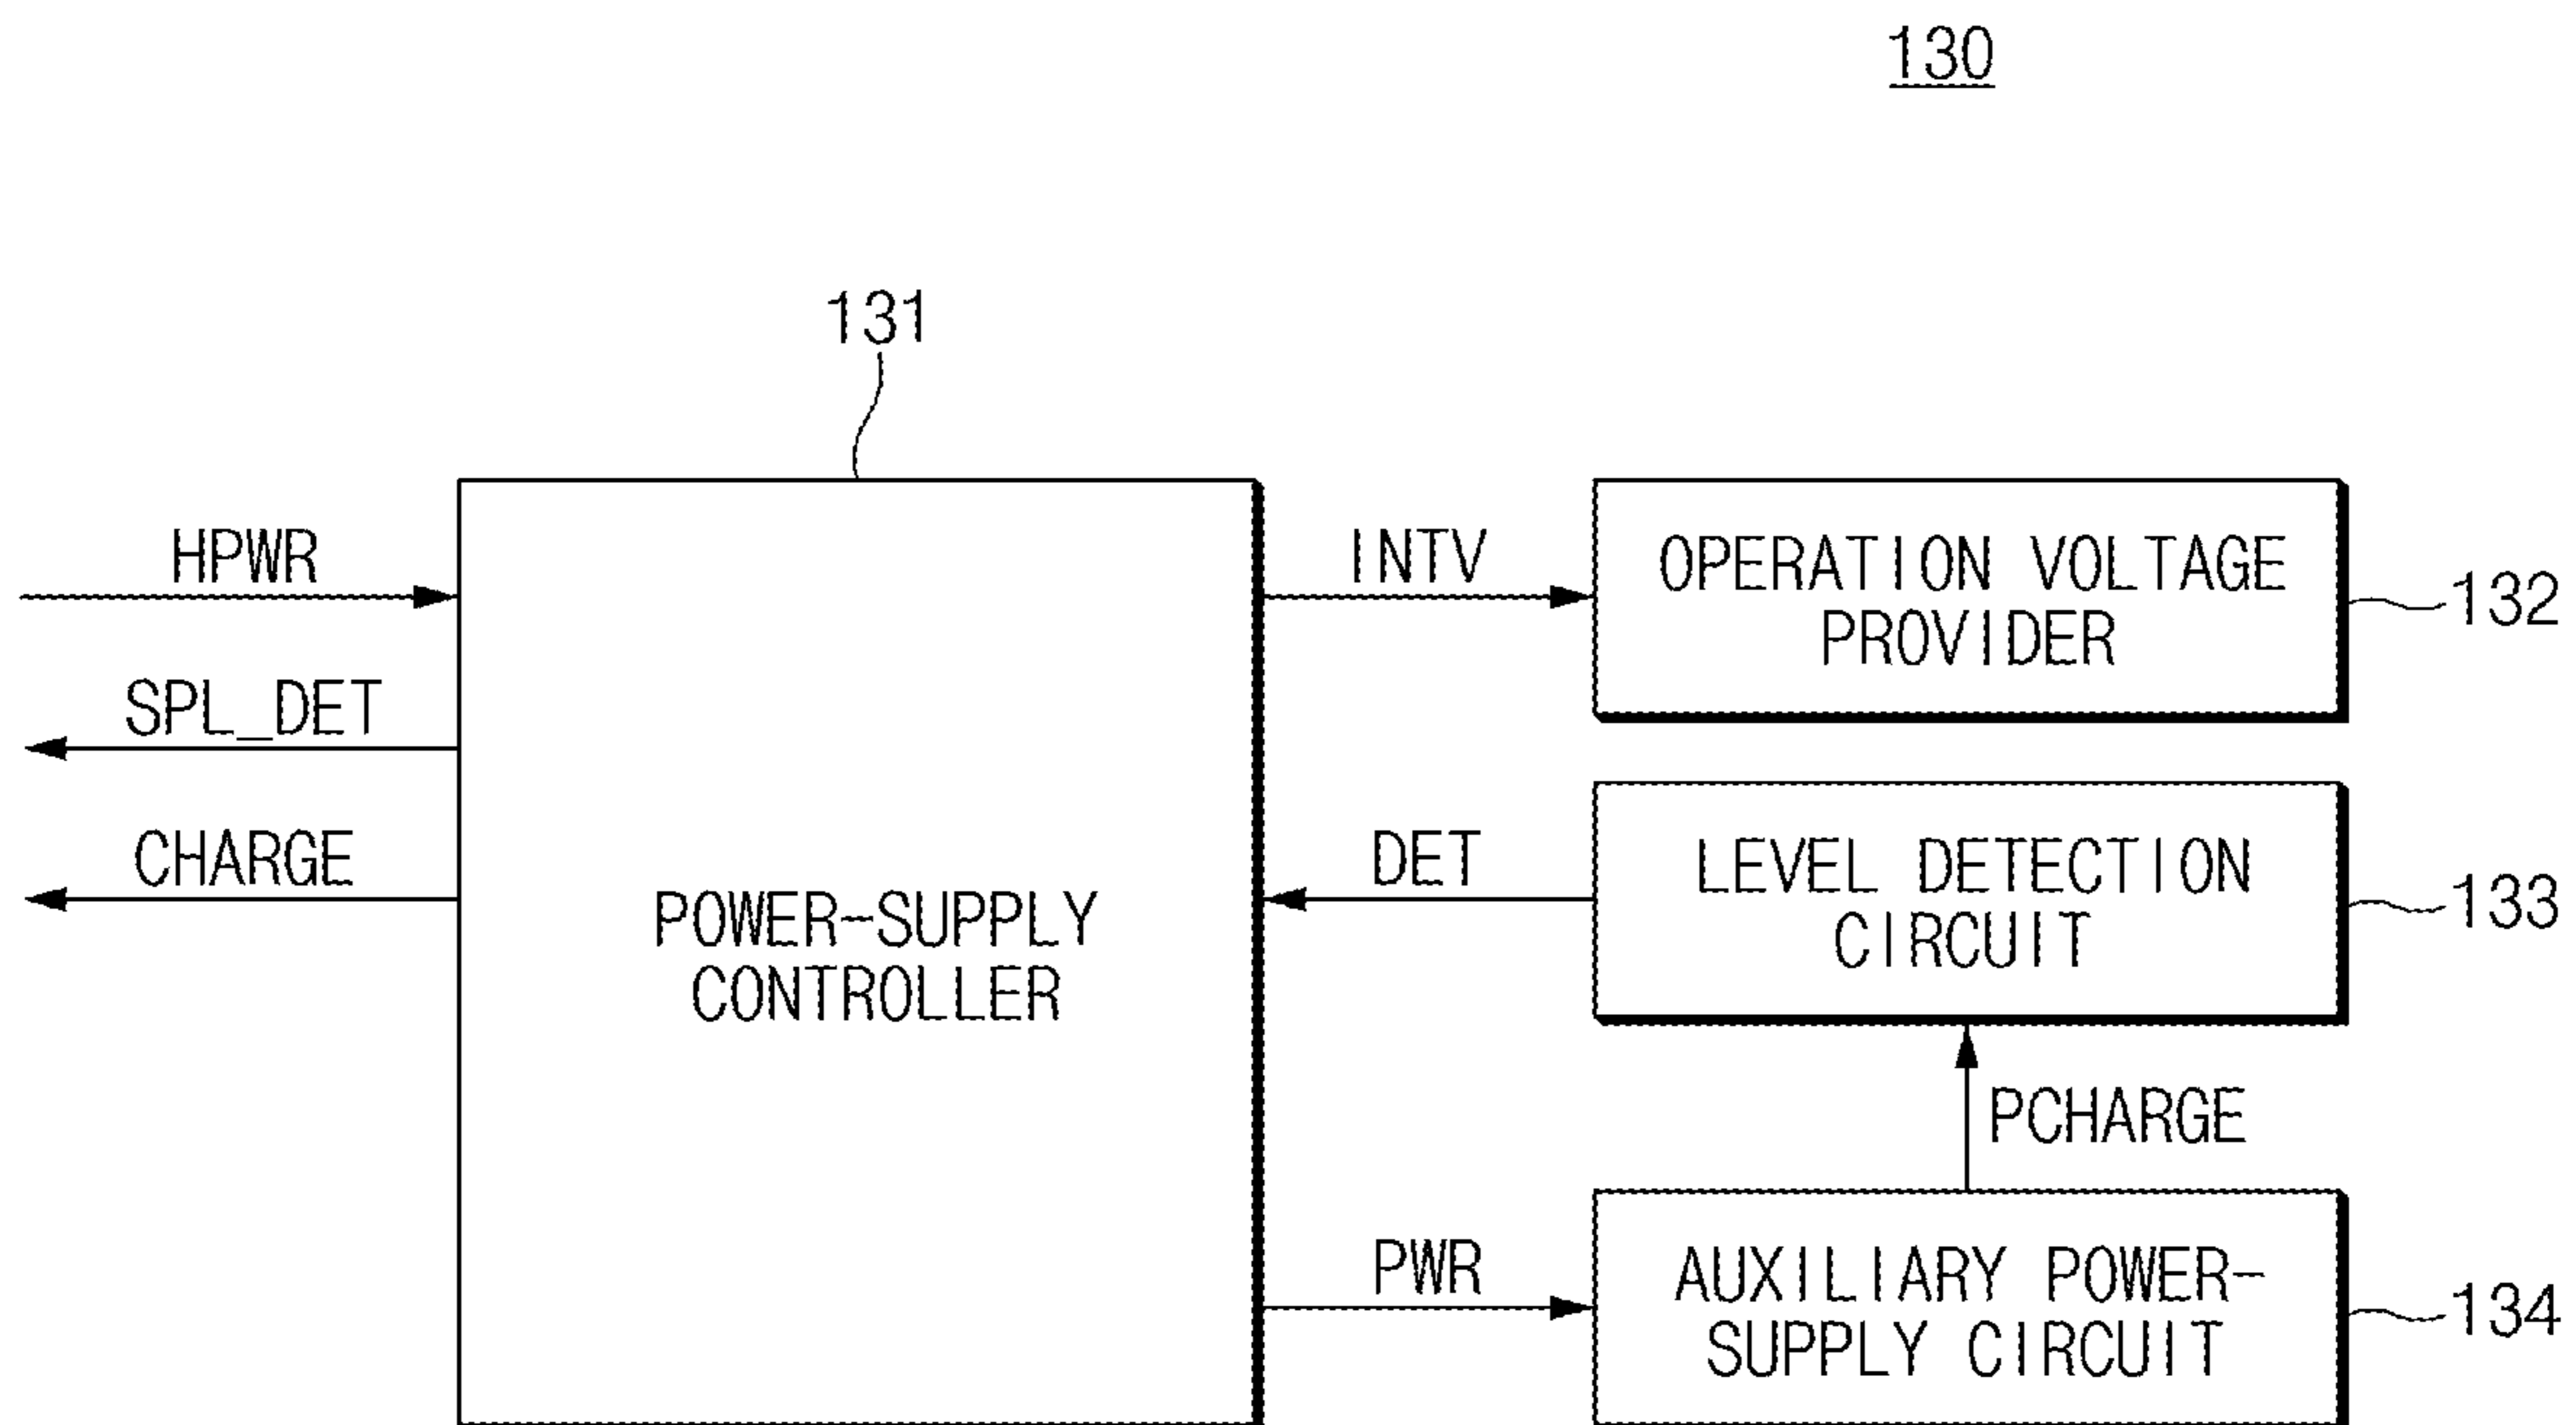 130
131
HPWR
INTV
OPERATION VOLTAGE
PROVIDER
132
SPL_DET
CHARGE
DET
LEVEL DETECTION
CIRCUIT
133
POWER-SUPPLY
CONTROLLER
PCHARGE
PWR
AUXILIARY POWER-
SUPPLY CIRCUIT
134